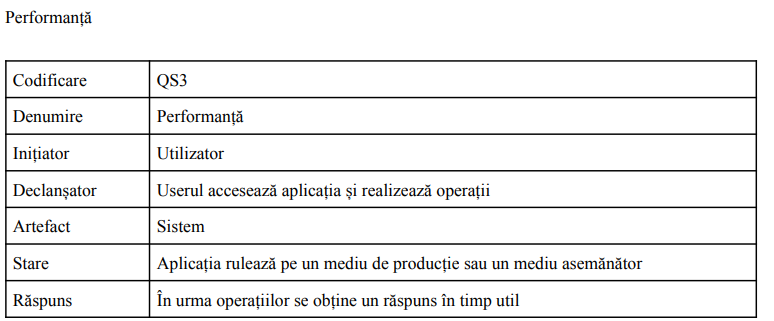 Performanță
Codificare QS3
Denumire Performanță
Inițiator Utilizator
Declanșator Userul accesează aplicația și realizează operații
Artefact Sistem
Stare Aplicația rulează pe un mediu de producție sau un mediu asemănător
Răspuns În urma operațiilor se obține un răspuns în timp util